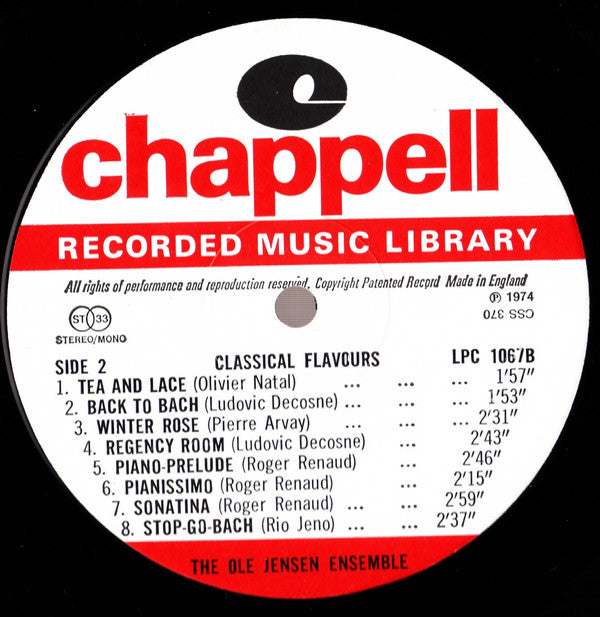 chappell
RECORDED MUSIC LIBRARY
All rights of performance and reproduction reserved. Copyright Patented Record Made in England
℗ 1974
CSS 370
ST 33
STEREO/MONO
SIDE 2 CLASSICAL FLAVOURS LPC 1067B
1. TEA AND LACE (Olivier Natal) ... ... ... 1'57"
2. BACK TO BACH (Ludovic Decosne) ... ... ... 1'53"
3. WINTER ROSE (Pierre Arvay) ... ... ... 2'31"
4. REGENCY ROOM (Ludovic Decosne) ... ... 2'43"
5. PIANO-PRELUDE (Roger Renaud) ... ... 2'46"
6. PIANISSIMO (Roger Renaud) ... ... 2'15"
7. SONATINA (Roger Renaud) ... ... 2'59"
8. STOP-GO-BACH (Rio Jeno) ... ... 2'37"
THE OLE JENSEN ENSEMBLE